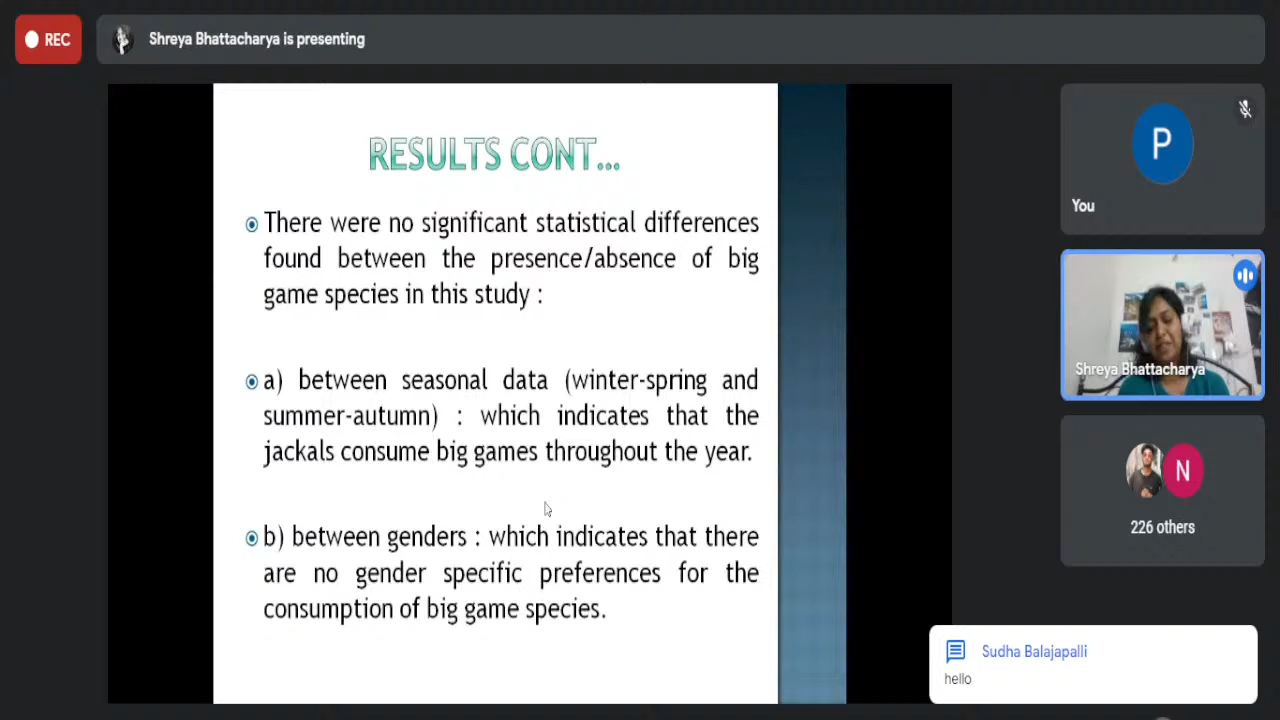 REC
Shreya Bhattacharya is presenting
RESULTS CONT...
There were no significant statistical differences
found between the presence/absence of big
game species in this study :
a) between seasonal data (winter-spring and
summer-autumn) : which indicates that the
jackals consume big games throughout the year.
b) between genders : which indicates that there
are no gender specific preferences for the
consumption of big game species.
P
You
Shreya Bhattacharya
N
226 others
Sudha Balajapalli
hello